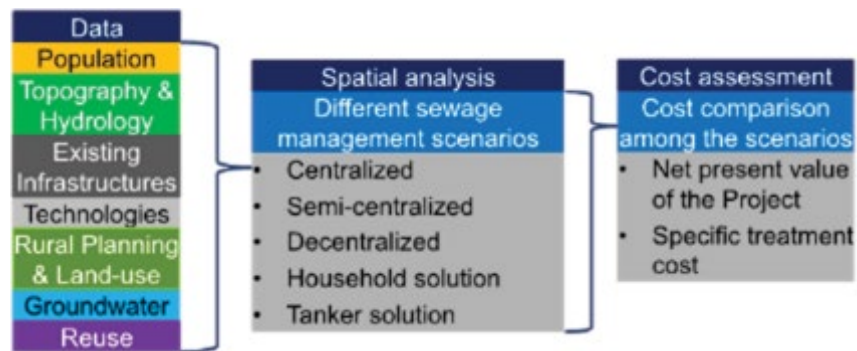 Data
Population
Topography &
Hydrology
Existing
Infrastructures
Technologies
Rural Planning
& Land-use
Groundwater
Reuse
Spatial analysis
Different sewage
management scenarios
• Centralized
• Semi-centralized
• Decentralized
• Household solution
• Tanker solution
Cost assessment
Cost comparison
among the scenarios
• Net present value
of the Project
• Specific treatment
cost